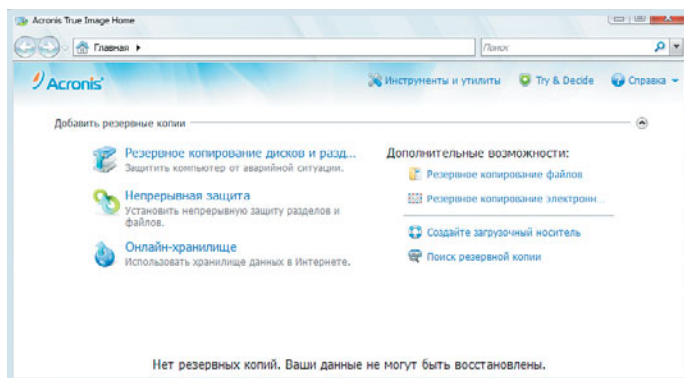 Acronis True Image Home
Главная
Поиск
Acronis
Инструменты и утилиты
Try & Decide
Справка
Добавить резервные копии
Резервное копирование дисков и разд...
Защитить компьютер от аварийной ситуации.
Непрерывная защита
Установить непрерывную защиту разделов и
файлов.
Онлайн-хранилище
Использовать хранилище данных в Интернете.
Дополнительные возможности:
Резервное копирование файлов
Резервное копирование электронн...
Создайте загрузочный носитель
Поиск резервной копии
Нет резервных копий. Ваши данные не могут быть восстановлены.